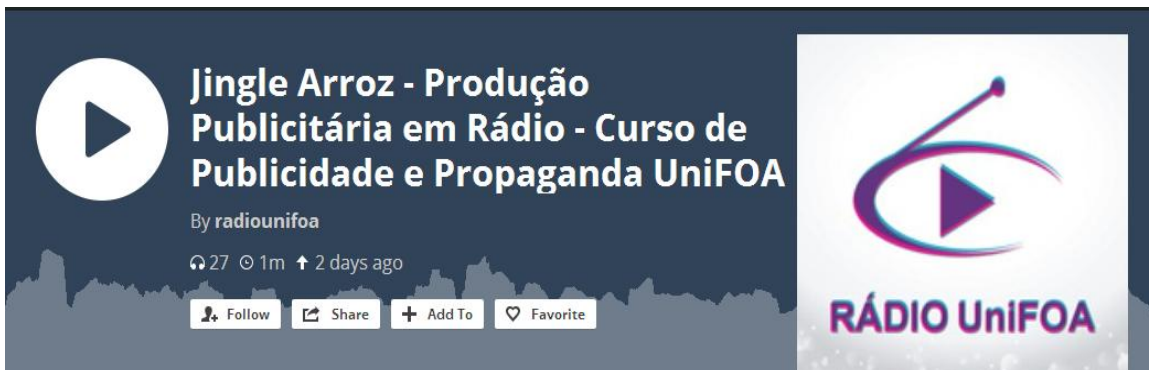 Jingle Arroz - Produção
Publicitária em Rádio - Curso de
Publicidade e Propaganda UniFOA
By radiounifoa
27 1m 2 days ago
Follow Share Add To Favorite
RÁDIO UniFOA